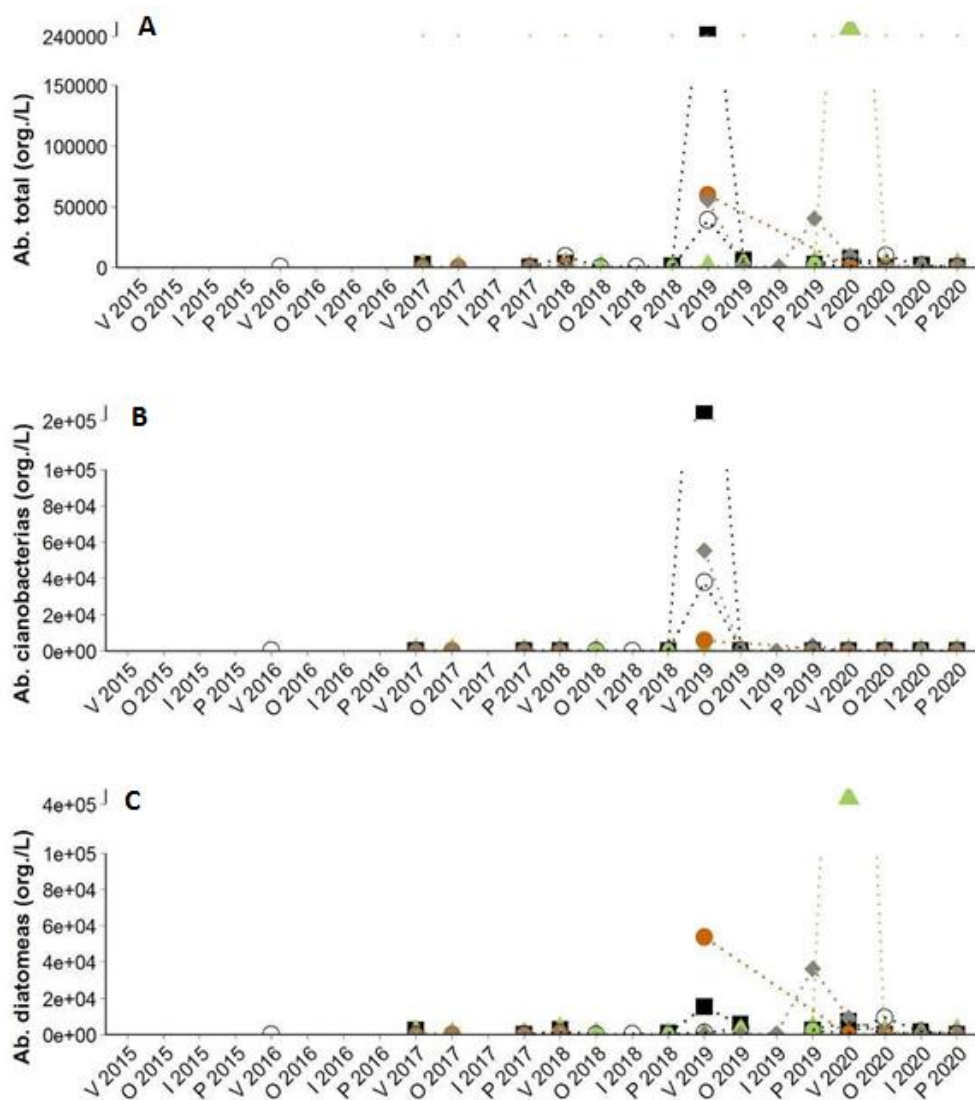 A
Ab. total (org./L)
240000
150000
100000
50000
0
V 2015
O 2015
I 2015
P 2015
V 2016
O 2016
I 2016
P 2016
V 2017
O 2017
I 2017
P 2017
V 2018
O 2018
I 2018
P 2018
V 2019
O 2019
I 2019
P 2019
V 2020
O 2020
I 2020
P 2020
B
Ab. cianobacterias (org./L)
2e+05
1e+05
8e+04
6e+04
4e+04
2e+04
0e+00
V 2015
O 2015
I 2015
P 2015
V 2016
O 2016
I 2016
P 2016
V 2017
O 2017
I 2017
P 2017
V 2018
O 2018
I 2018
P 2018
V 2019
O 2019
I 2019
P 2019
V 2020
O 2020
I 2020
P 2020
C
Ab. diatomeas (org./L)
4e+05
1e+05
8e+04
6e+04
4e+04
2e+04
0e+00
V 2015
O 2015
I 2015
P 2015
V 2016
O 2016
I 2016
P 2016
V 2017
O 2017
I 2017
P 2017
V 2018
O 2018
I 2018
P 2018
V 2019
O 2019
I 2019
P 2019
V 2020
O 2020
I 2020
P 2020